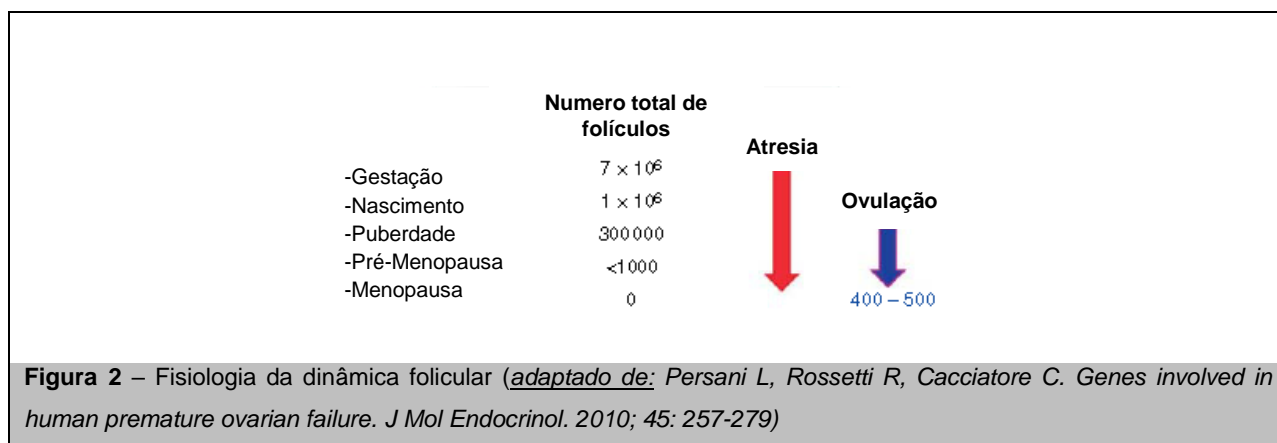 Numero total de
folículos
Atresia
Ovulação
-Gestação 7 × 10⁶
-Nascimento 1 × 10⁶
-Puberdade 300000
-Pré-Menopausa <1000
-Menopausa 0 400 – 500
Figura 2 – Fisiologia da dinâmica folicular (adaptado de: Persani L, Rossetti R, Cacciatore C. Genes involved in
human premature ovarian failure. J Mol Endocrinol. 2010; 45: 257-279)